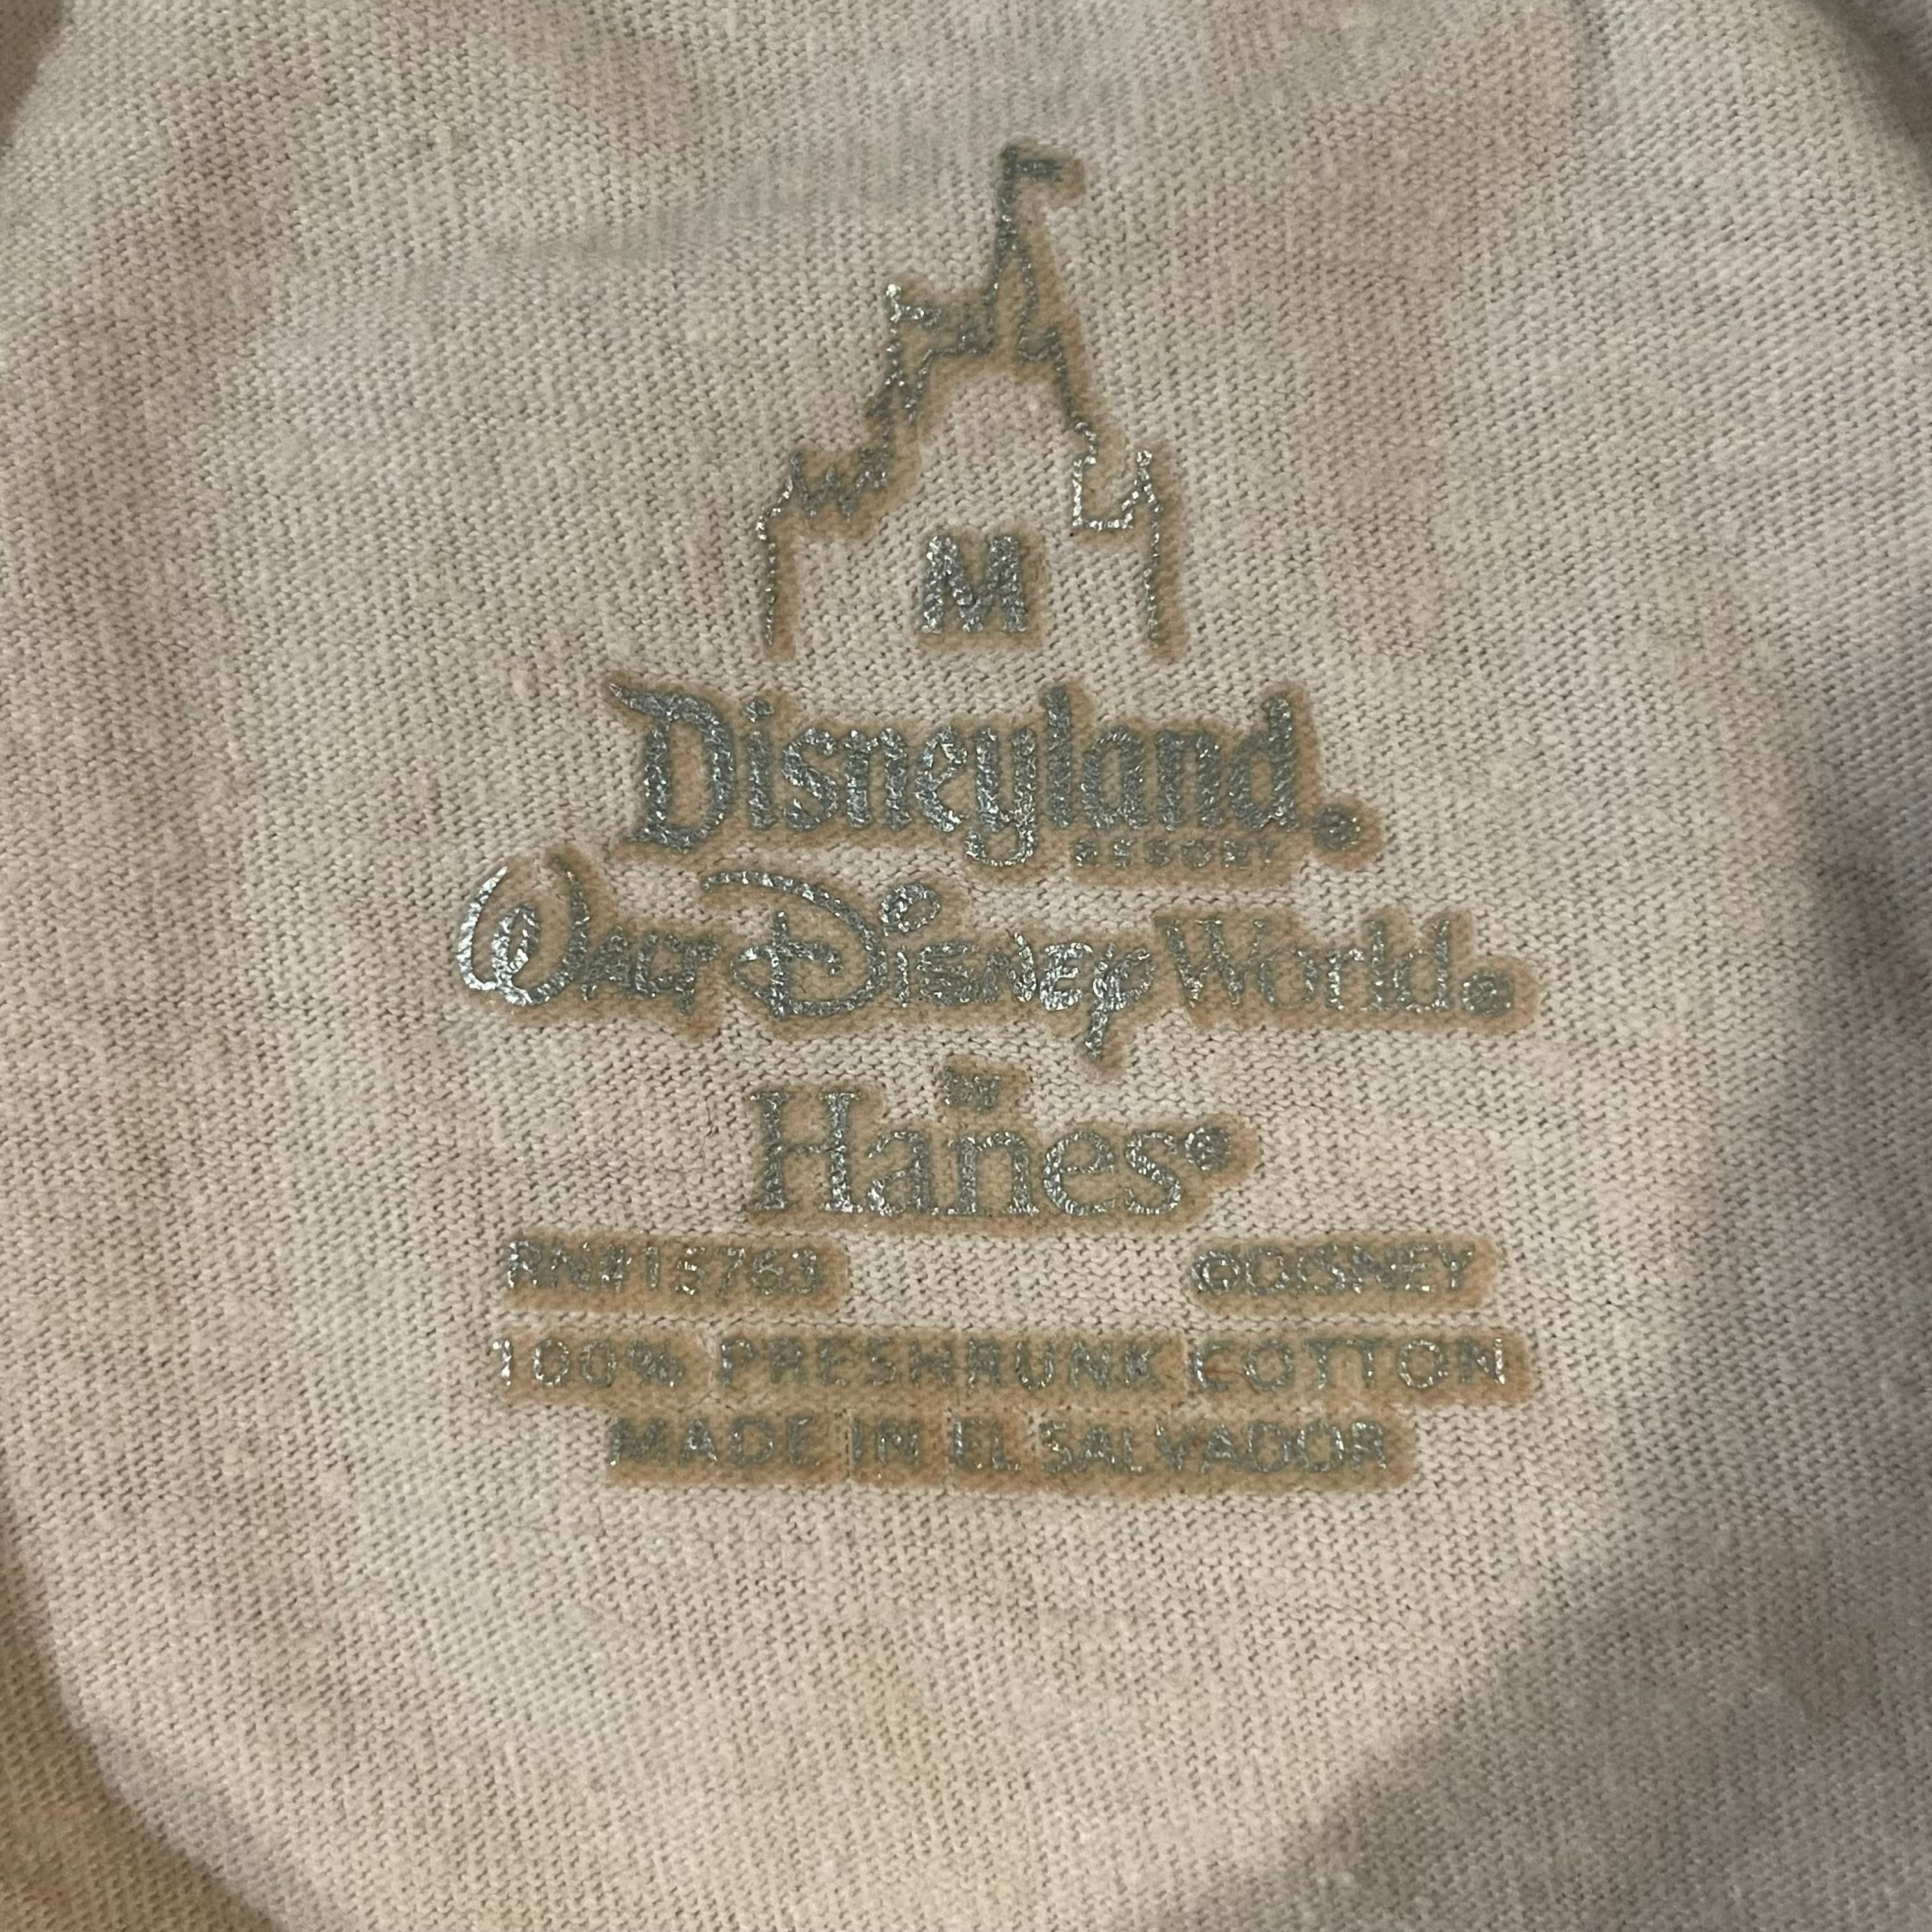 M
Disneyland®
RESORT
Walt Disney World®
BY
Hanes®
RN#15763 ©DISNEY
100% PRESHRUNK COTTON
MADE IN EL SALVADOR